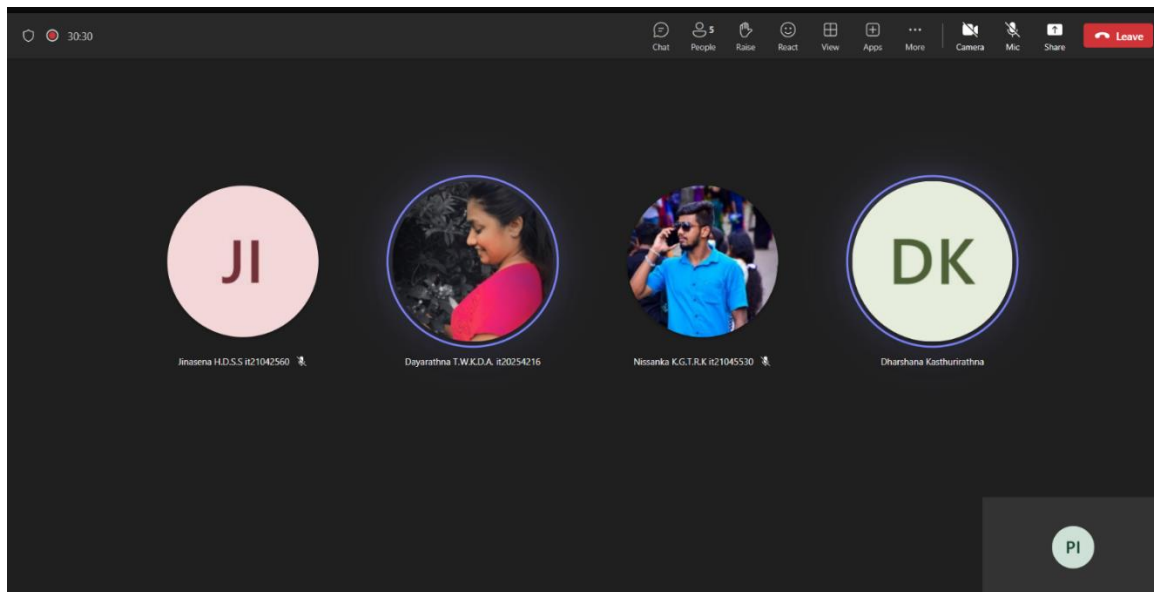 30:30
5
Chat People Raise React View Apps More Camera Mic Share Leave
JI
DK
Jinasena H.D.S.S it21042560
Dayarathna T.W.K.D.A. it20254216
Nissanka K.G.T.R.K it21045530
Dharshana Kasthurirathna
PI